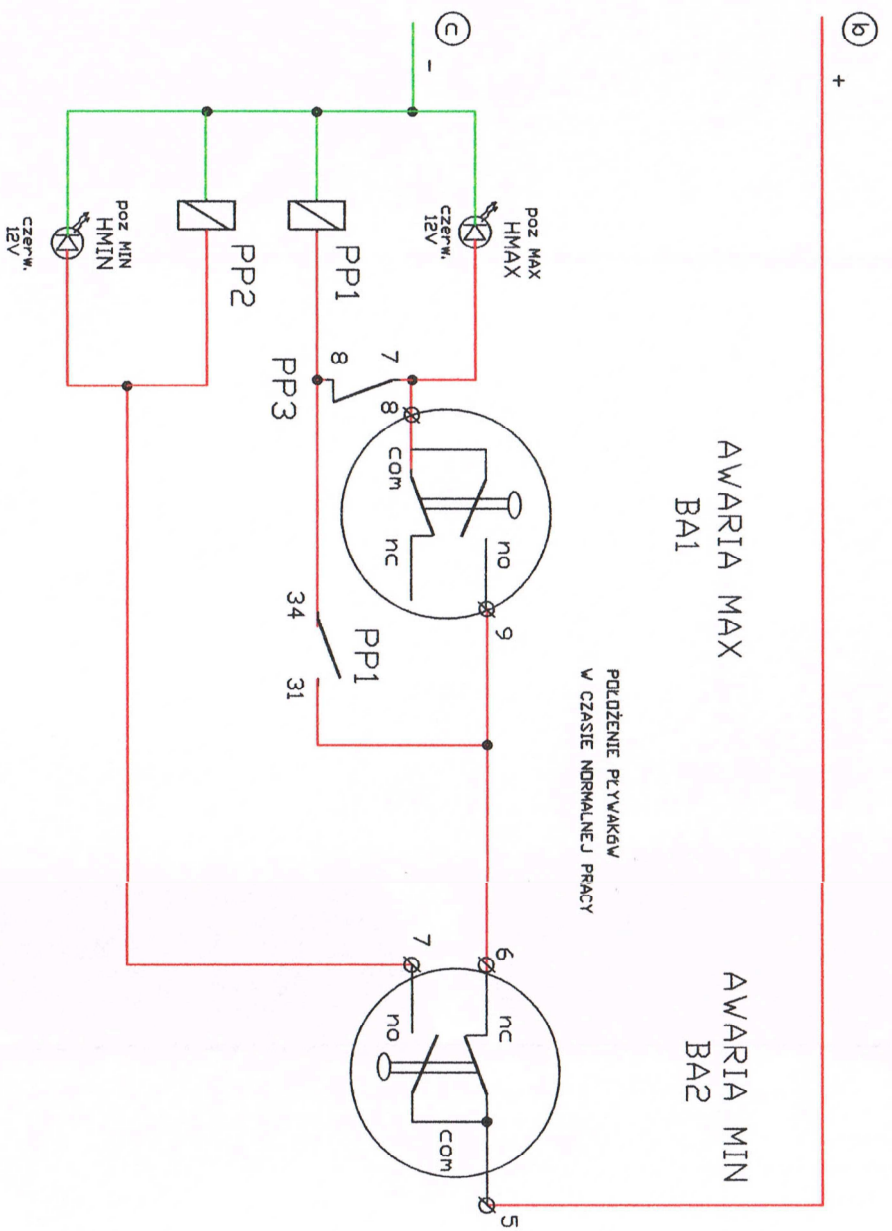 b
+
AWARIA MAX
BA1
AWARIA MIN
BA2
POŁOŻENIE PŁYWAKÓW
W CZASIE NORMALNEJ PRACY
c
-
poz MAX
HMAX
czerw.
12V
no
9
8
com
nc
6
nc
5
7
no
com
7
8
PP3
PP1
PP1
34
31
PP2
poz MIN
HMIN
czerw.
12V